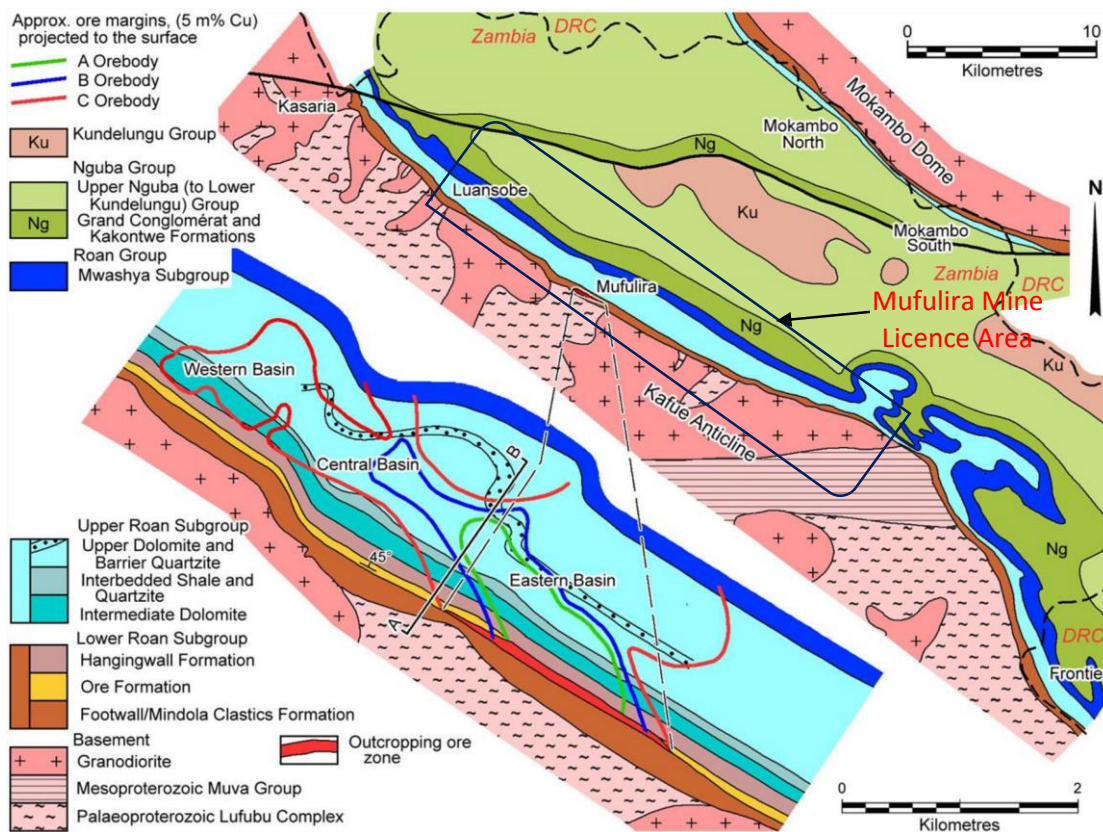 Approx. ore margins, (5 m% Cu)
projected to the surface
A Orebody
B Orebody
C Orebody
Ku
Kundelungu Group
Nguba Group
Upper Nguba (to Lower
Kundelungu) Group
Ng
Grand Conglomérat and
Kakontwe Formations
Roan Group
Mwashya Subgroup
Zambia
DRC
0
10
Kilometres
Kasaria
Mokambo
North
Mokambo Dome
Ng
Luansobe
Ku
N
Mokambo
South
Mufulira
Zambia
DRC
Ng
Mufulira Mine
Licence Area
Ku
Kafue Anticline
Western Basin
Central Basin
B
45°
Eastern Basin
A
Ng
DRC
Frontie
Upper Roan Subgroup
Upper Dolomite and
Barrier Quartzite
Interbedded Shale and
Quartzite
Intermediate Dolomite
Lower Roan Subgroup
Hangingwall Formation
Ore Formation
Footwall/Mindola Clastics Formation
Basement
Granodiorite
Mesoproterozoic Muva Group
Palaeoproterozoic Lufubu Complex
Outcropping ore
zone
0
2
Kilometres